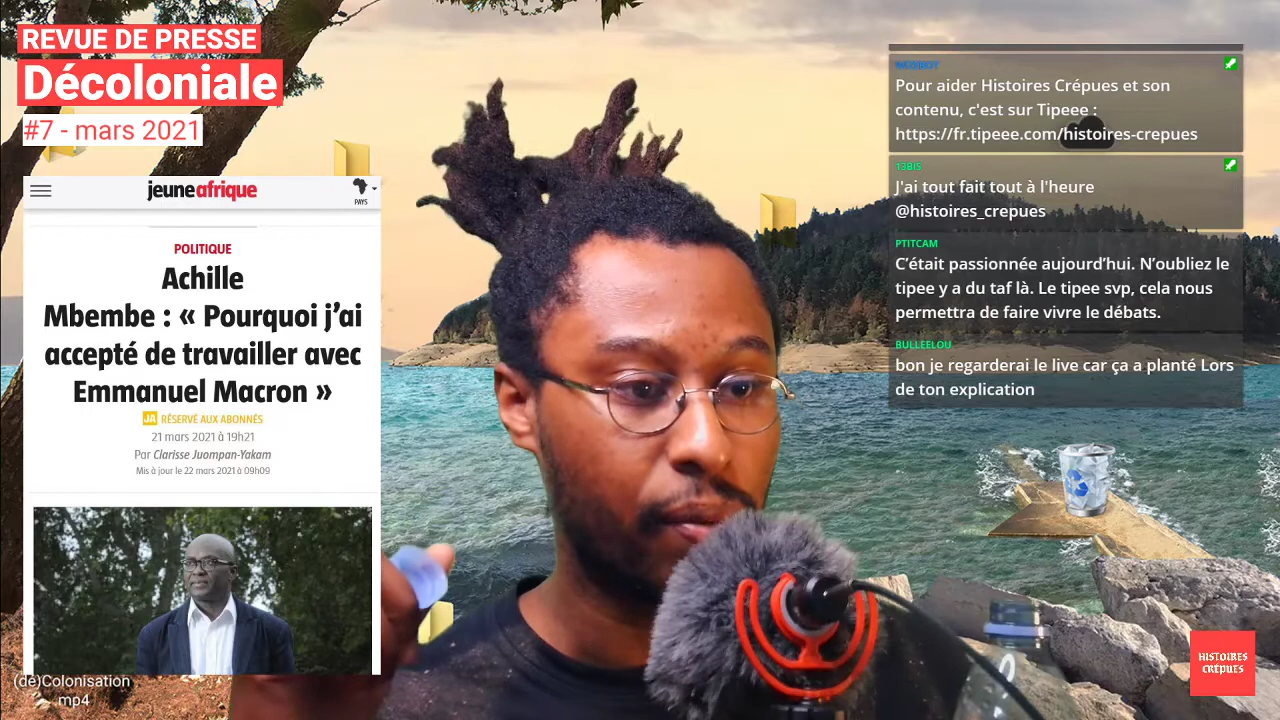 REVUE DE PRESSE
Décoloniale
#7 - mars 2021
jeuneafrique
PAYS
POLITIQUE
Achille
Mbembe : « Pourquoi j’ai
accepté de travailler avec
Emmanuel Macron »
JA RÉSERVÉ AUX ABONNÉS
21 mars 2021 à 19h21
Par Clarisse Juompan-Yakam
Mis à jour le 22 mars 2021 à 09h09
(dé)Colonisation
mp4
Pour aider Histoires Crépues et son
contenu, c'est sur Tipeee :
https://fr.tipeee.com/histoires-crepues
13BIS
J'ai tout fait tout à l'heure
@histoires_crepues
PTITCAM
C’était passionnée aujourd’hui. N’oubliez le
tipee y a du taf là. Le tipee svp, cela nous
permettra de faire vivre le débats.
BULLEELOU
bon je regarderai le live car ça a planté Lors
de ton explication
HISTOIRES
CRÉPUES